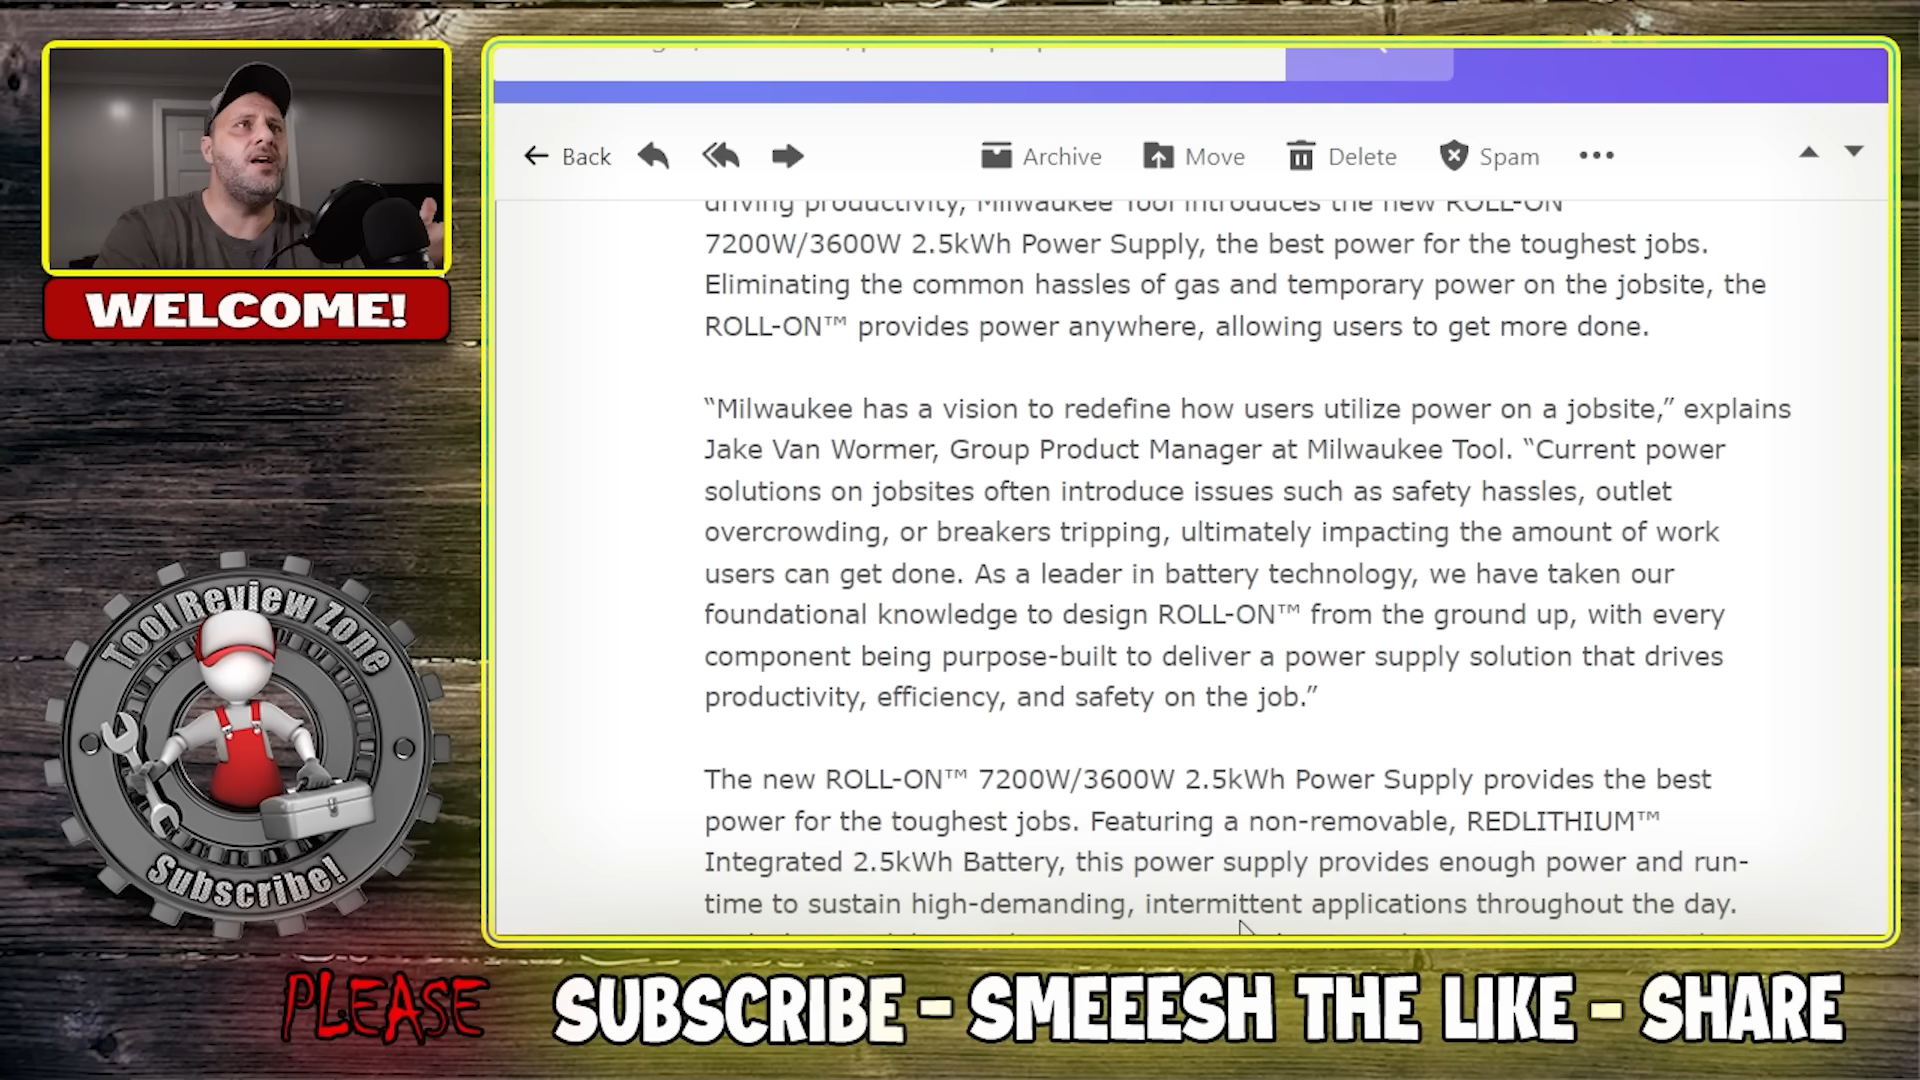 WELCOME!
Tool Review Zone
Subscribe!
Back
Archive
Move
Delete
Spam
driving productivity, Milwaukee Tool introduces the new ROLL-ON
7200W/3600W 2.5kWh Power Supply, the best power for the toughest jobs.
Eliminating the common hassles of gas and temporary power on the jobsite, the
ROLL-ON™ provides power anywhere, allowing users to get more done.
“Milwaukee has a vision to redefine how users utilize power on a jobsite,” explains
Jake Van Wormer, Group Product Manager at Milwaukee Tool. “Current power
solutions on jobsites often introduce issues such as safety hassles, outlet
overcrowding, or breakers tripping, ultimately impacting the amount of work
users can get done. As a leader in battery technology, we have taken our
foundational knowledge to design ROLL-ON™ from the ground up, with every
component being purpose-built to deliver a power supply solution that drives
productivity, efficiency, and safety on the job.”
The new ROLL-ON™ 7200W/3600W 2.5kWh Power Supply provides the best
power for the toughest jobs. Featuring a non-removable, REDLITHIUM™
Integrated 2.5kWh Battery, this power supply provides enough power and run-
time to sustain high-demanding, intermittent applications throughout the day.
PLEASE SUBSCRIBE - SMEEESH THE LIKE - SHARE